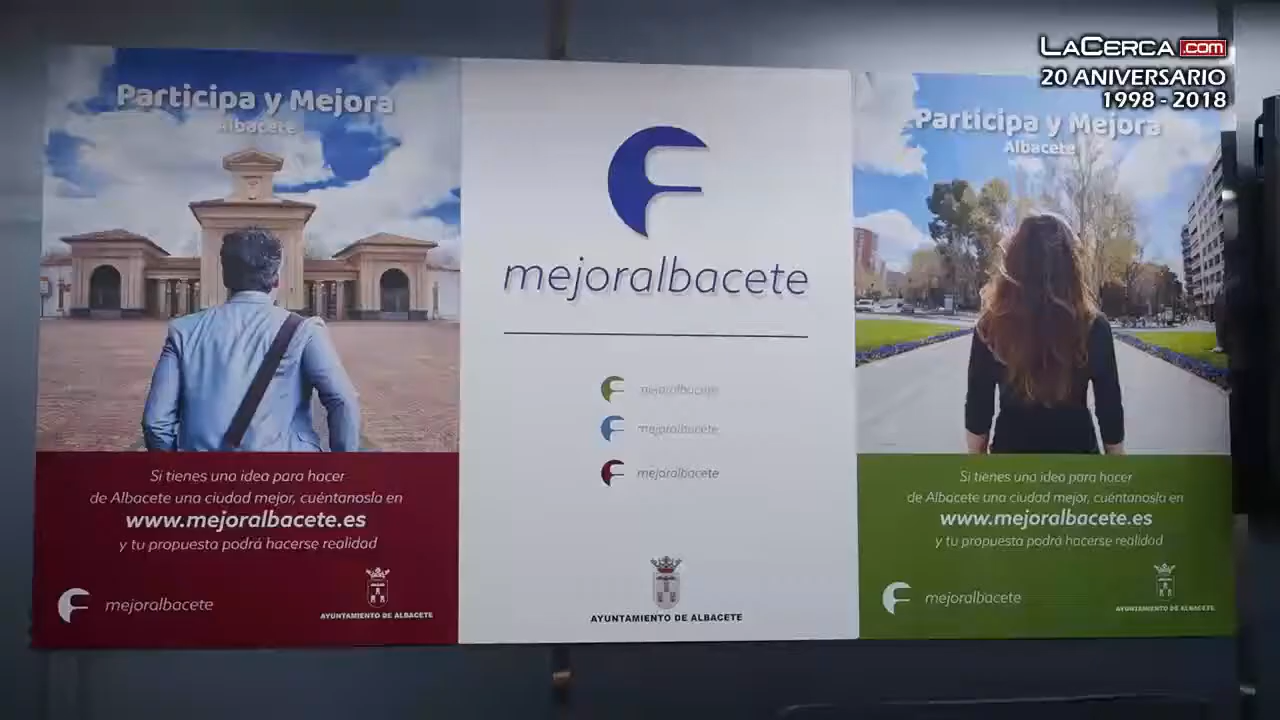 LACERCA.COM
20 ANIVERSARIO
1998 - 2018
Participa y Mejora
Albacete
Si tienes una idea para hacer
de Albacete una ciudad mejor, cuéntanosla en
www.mejoralbacete.es
y tu propuesta podrá hacerse realidad
mejoralbacete
AYUNTAMIENTO DE ALBACETE
mejoralbacete
mejoralbacete
mejoralbacete
mejoralbacete
AYUNTAMIENTO DE ALBACETE
Participa y Mejora
Albacete
Si tienes una idea para hacer
de Albacete una ciudad mejor, cuéntanosla en
www.mejoralbacete.es
y tu propuesta podrá hacerse realidad
mejoralbacete
AYUNTAMIENTO DE ALBACETE